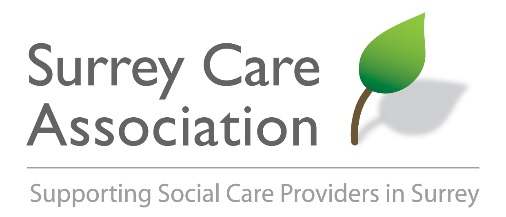 Surrey Care
Association
Supporting Social Care Providers in Surrey